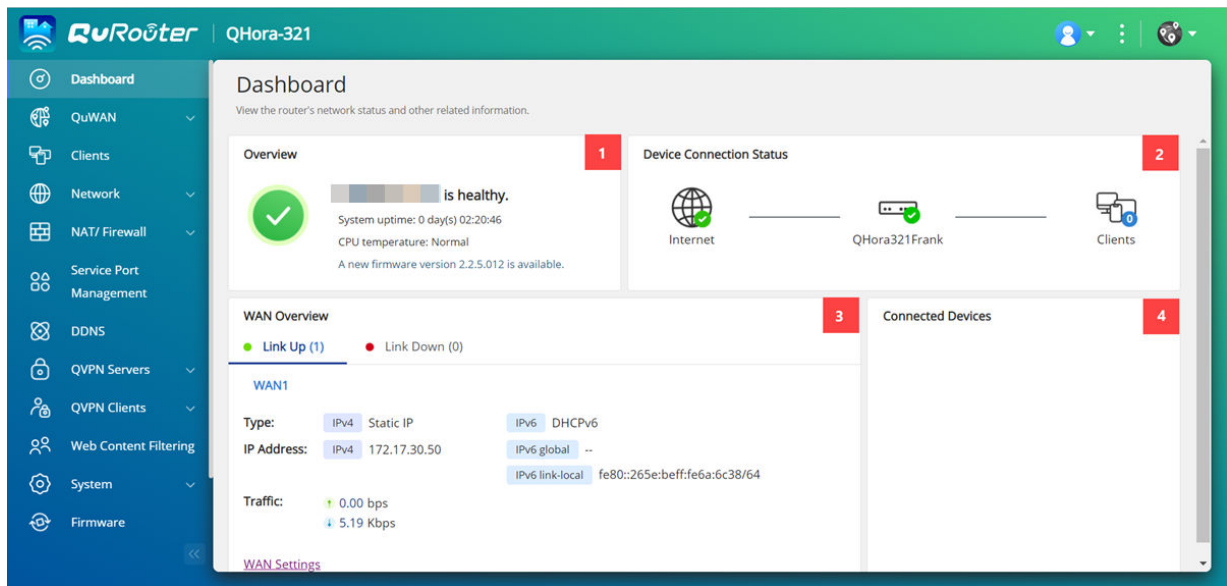 QuRouter | QHora-321
Dashboard
QuWAN
Clients
Network
NAT/ Firewall
Service Port
Management
DDNS
QVPN Servers
QVPN Clients
Web Content Filtering
System
Firmware
Dashboard
View the router's network status and other related information.
Overview
1
is healthy.
System uptime: 0 day(s) 02:20:46
CPU temperature: Normal
A new firmware version 2.2.5.012 is available.
Device Connection Status
2
Internet
QHora321Frank
0
Clients
WAN Overview
3
Link Up (1)
Link Down (0)
WAN1
Type: IPv4 Static IP IPv6 DHCPv6
IP Address: IPv4 172.17.30.50 IPv6 global --
IPv6 link-local fe80::265e:beff:fe6a:6c38/64
Traffic: 0.00 bps
5.19 Kbps
WAN Settings
Connected Devices
4